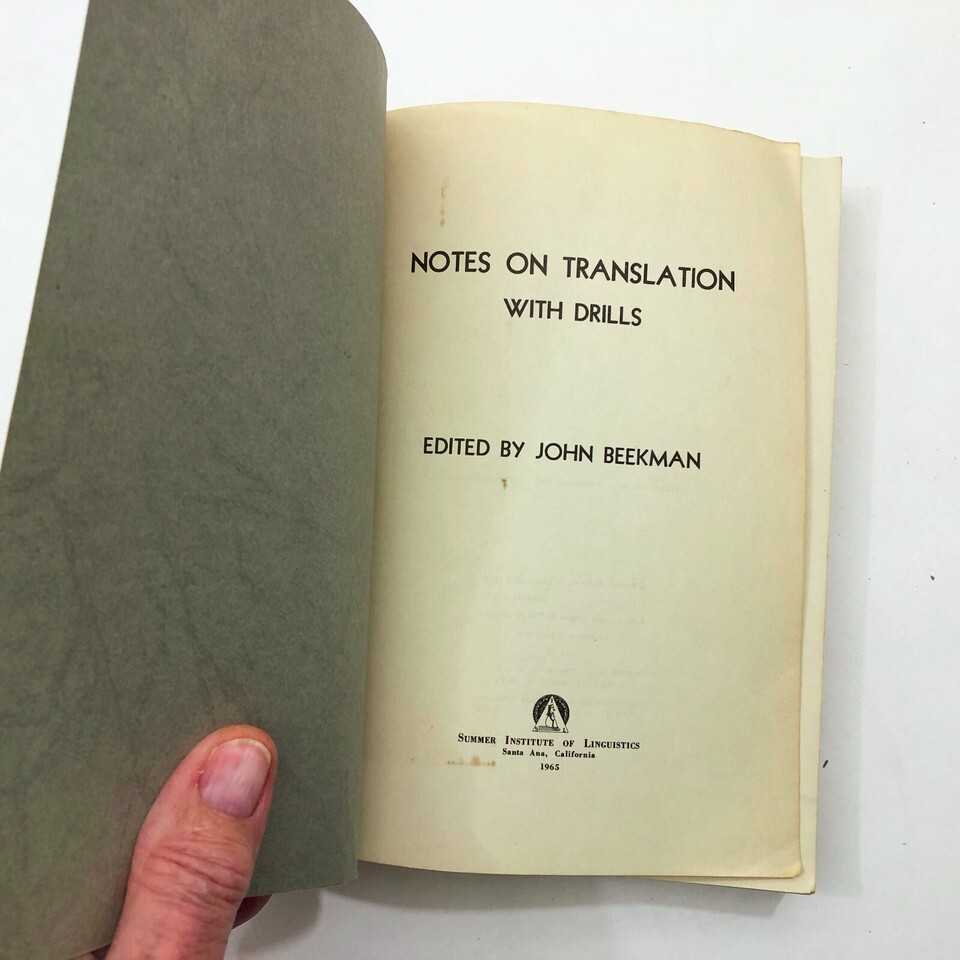 NOTES ON TRANSLATION
WITH DRILLS
EDITED BY JOHN BEEKMAN
SUMMER INSTITUTE OF LINGUISTICS
Santa Ana, California
1965